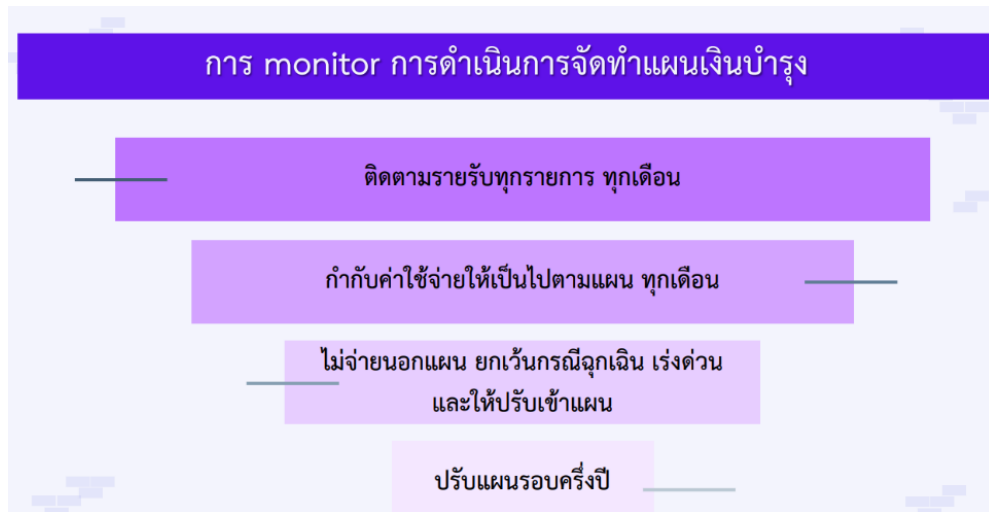 การ monitor การดำเนินการจัดทำแผนเงินบำรุง
ติดตามรายรับทุกรายการ ทุกเดือน
กำกับค่าใช้จ่ายให้เป็นไปตามแผน ทุกเดือน
ไม่จ่ายนอกแผน ยกเว้นกรณีฉุกเฉิน เร่งด่วน
และให้ปรับเข้าแผน
ปรับแผนรอบครึ่งปี